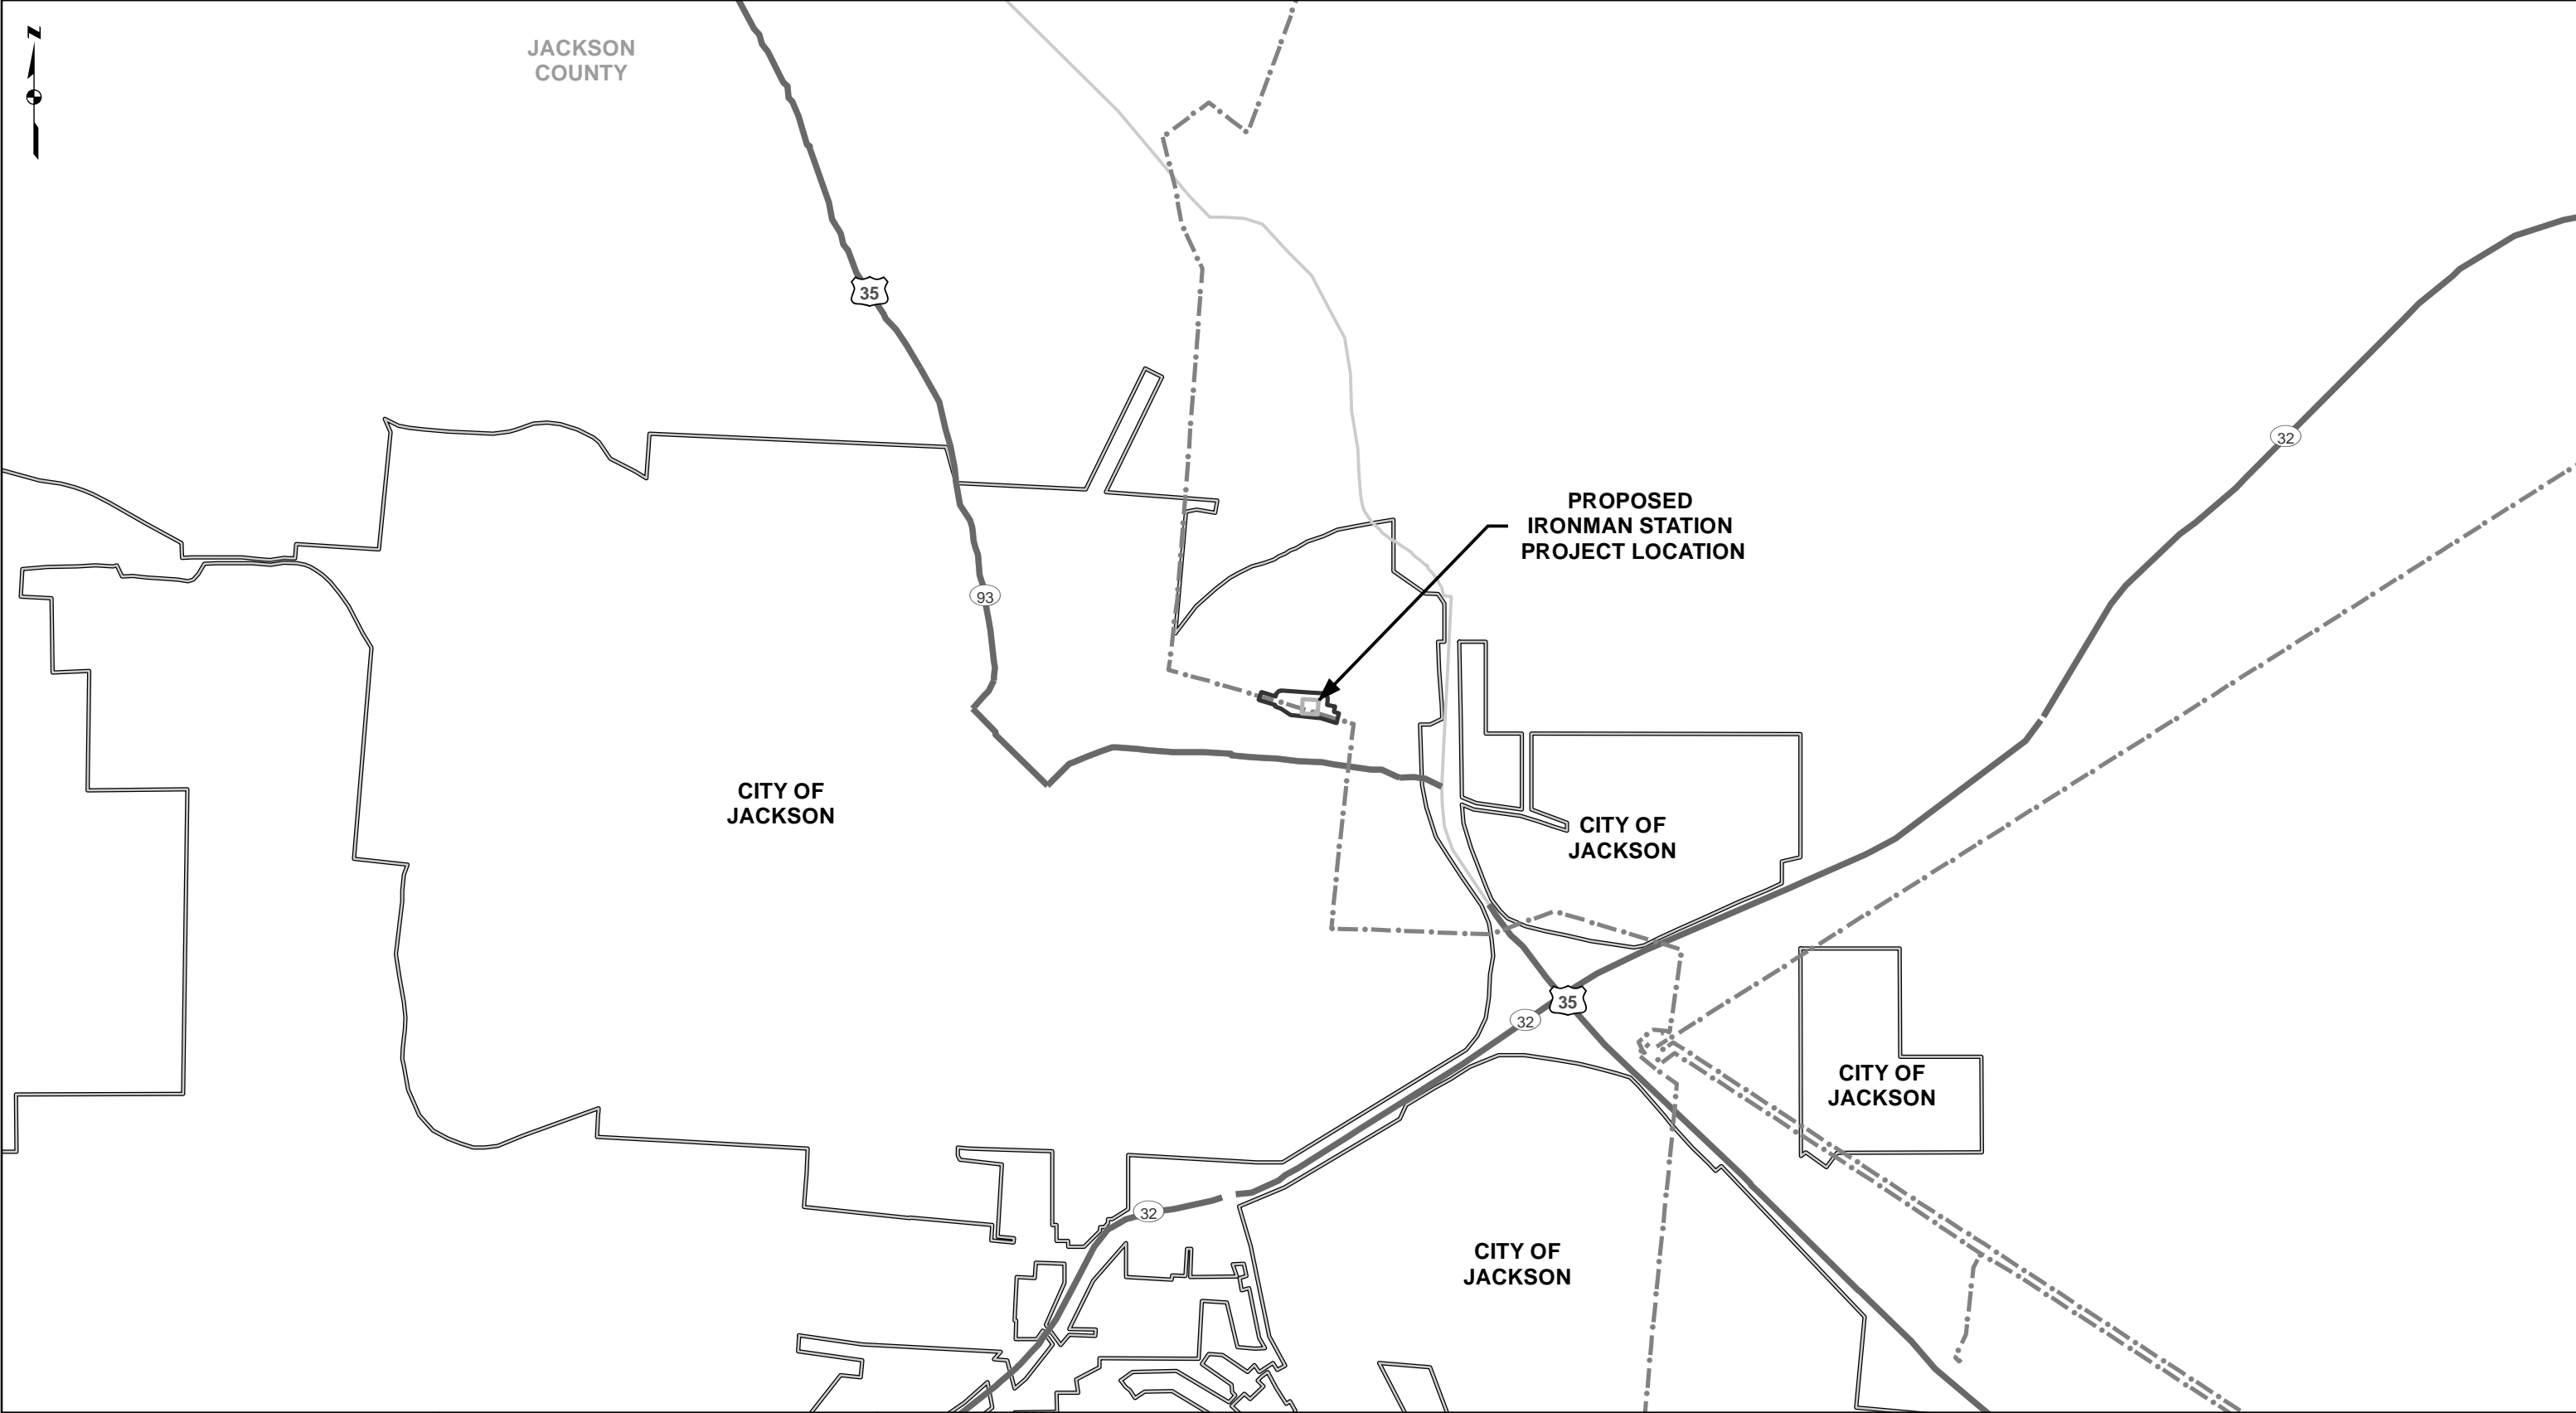 N
JACKSON
COUNTY
35
32
PROPOSED
IRONMAN STATION
PROJECT LOCATION
93
CITY OF
JACKSON
CITY OF
JACKSON
35
32
CITY OF
JACKSON
32
CITY OF
JACKSON